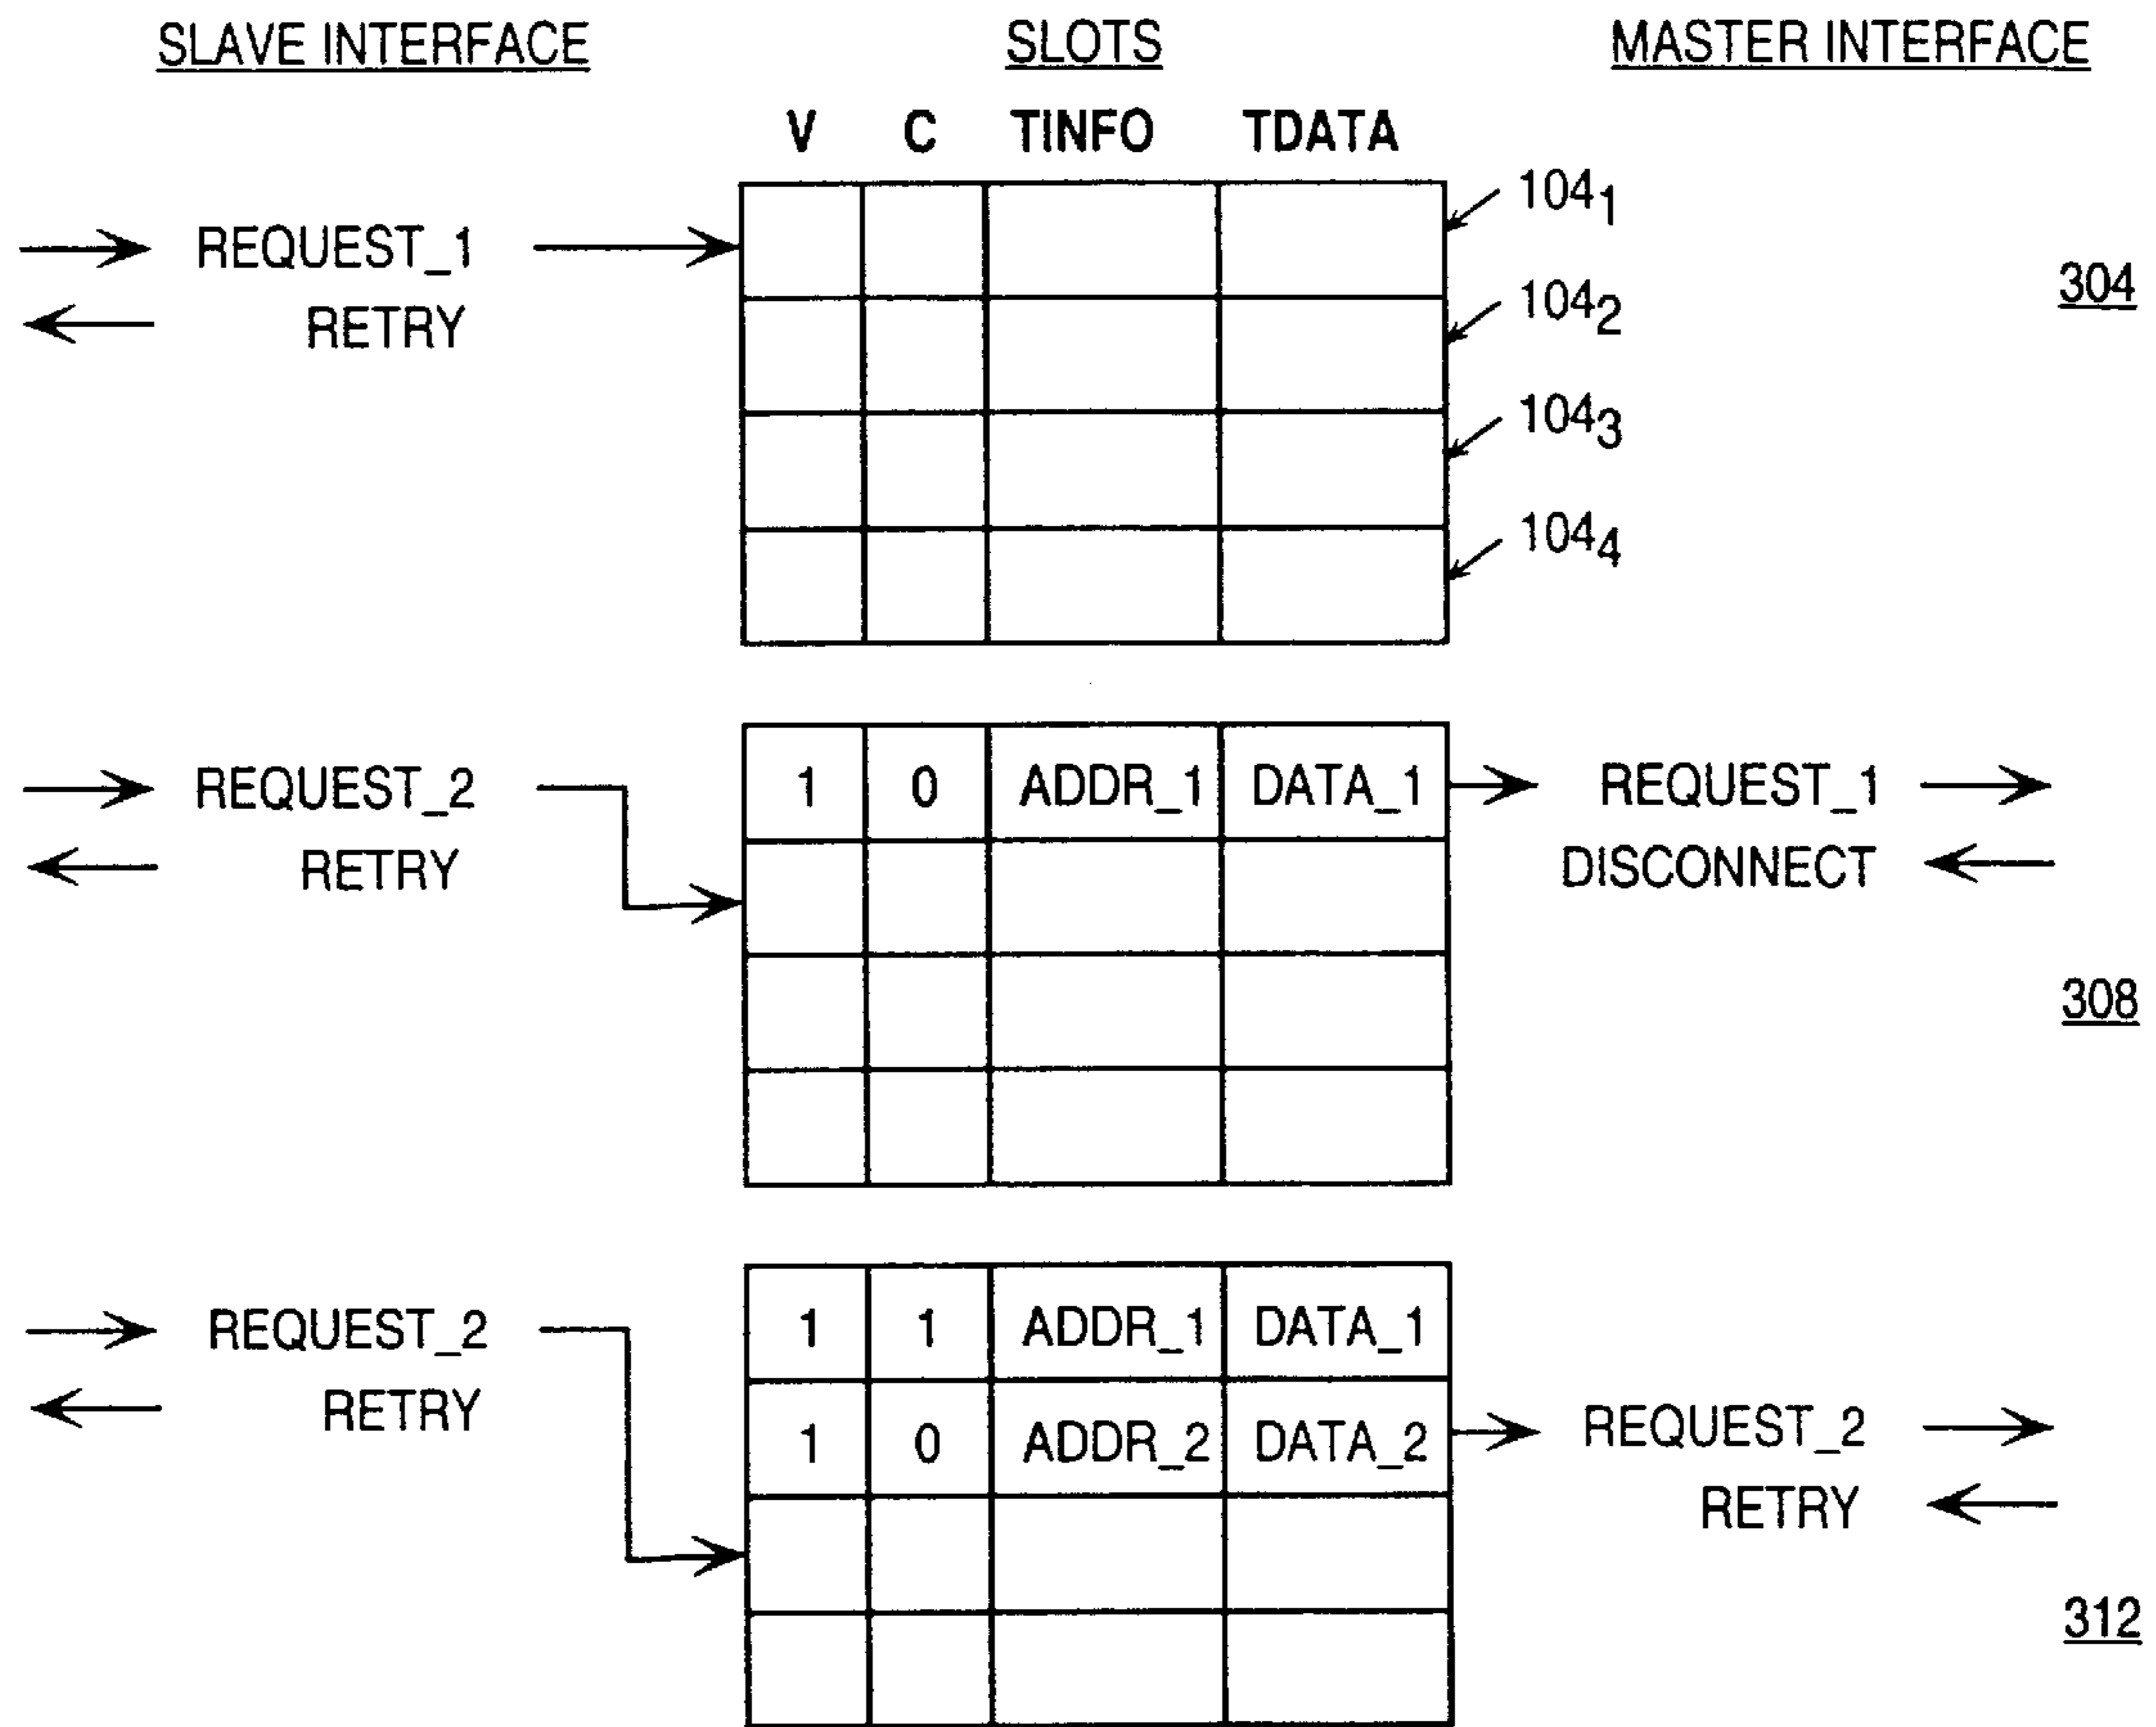 SLAVE INTERFACE SLOTS MASTER INTERFACE
V C TINFO TDATA
104₁
REQUEST_1
304
104₂
RETRY
104₃
104₄
REQUEST_2 1 0 ADDR_1 DATA_1 REQUEST_1
RETRY DISCONNECT
308
REQUEST_2 1 1 ADDR_1 DATA_1
RETRY 1 0 ADDR_2 DATA_2 REQUEST_2
RETRY
312